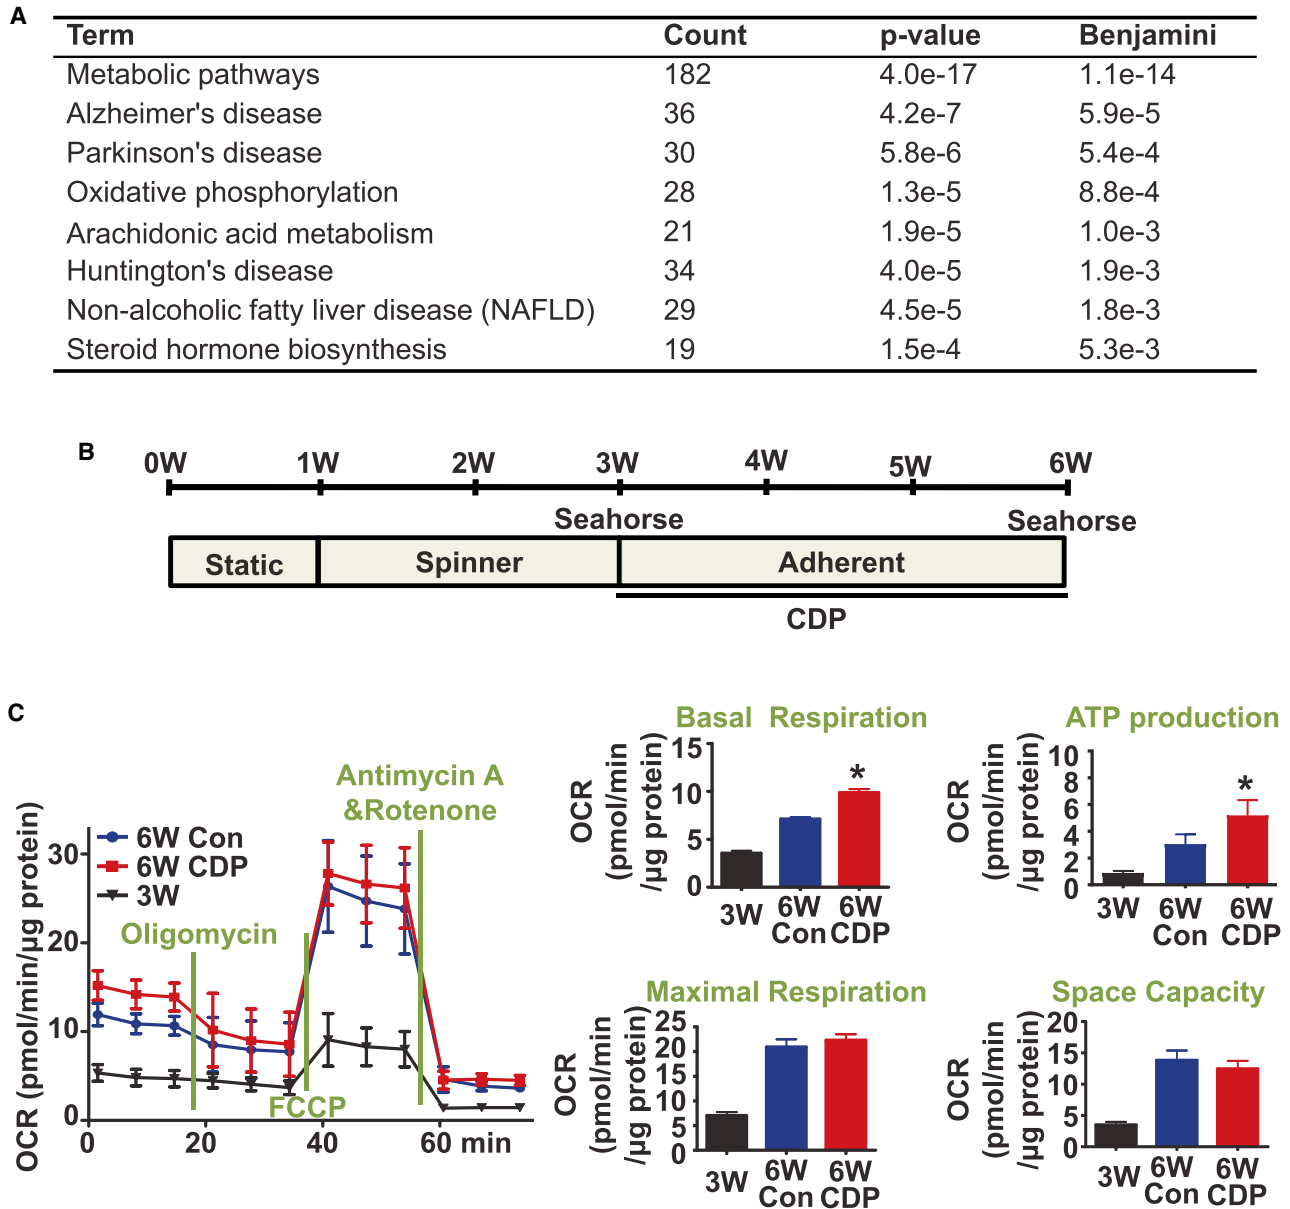 A
Term Count p-value Benjamini
Metabolic pathways 182 4.0e-17 1.1e-14
Alzheimer's disease 36 4.2e-7 5.9e-5
Parkinson's disease 30 5.8e-6 5.4e-4
Oxidative phosphorylation 28 1.3e-5 8.8e-4
Arachidonic acid metabolism 21 1.9e-5 1.0e-3
Huntington's disease 34 4.0e-5 1.9e-3
Non-alcoholic fatty liver disease (NAFLD) 29 4.5e-5 1.8e-3
Steroid hormone biosynthesis 19 1.5e-4 5.3e-3
B
0W 1W 2W 3W 4W 5W 6W
Seahorse Seahorse
Static Spinner Adherent
CDP
C
OCR (pmol/min/µg protein)
30
20
10
0
0 20 40 60 min
6W Con
6W CDP
3W
Oligomycin
FCCP
Antimycin A
&Rotenone
Basal Respiration
OCR
(pmol/min
/µg protein)
15
10
5
0
*
3W 6W 6W
Con CDP
ATP production
OCR
(pmol/min
/µg protein)
10
8
6
4
2
0
*
3W 6W 6W
Con CDP
Maximal Respiration
OCR
(pmol/min
/µg protein)
25
20
15
10
5
0
3W 6W 6W
Con CDP
Space Capacity
OCR
(pmol/min
/µg protein)
20
15
10
5
0
3W 6W 6W
Con CDP